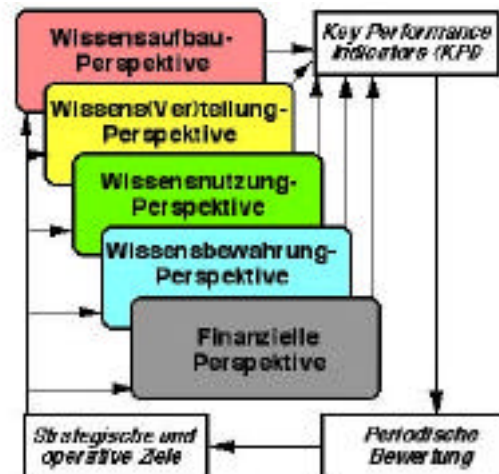 Wissensaufbau-
Perspektive
Key Performance
Indicators (KPI)
Wissens(Ver)teilung-
Perspektive
Wissensnutzung-
Perspektive
Wissensbewahrung-
Perspektive
Finanzielle
Perspektive
Strategische und
operative Ziele
Periodische
Bewertung